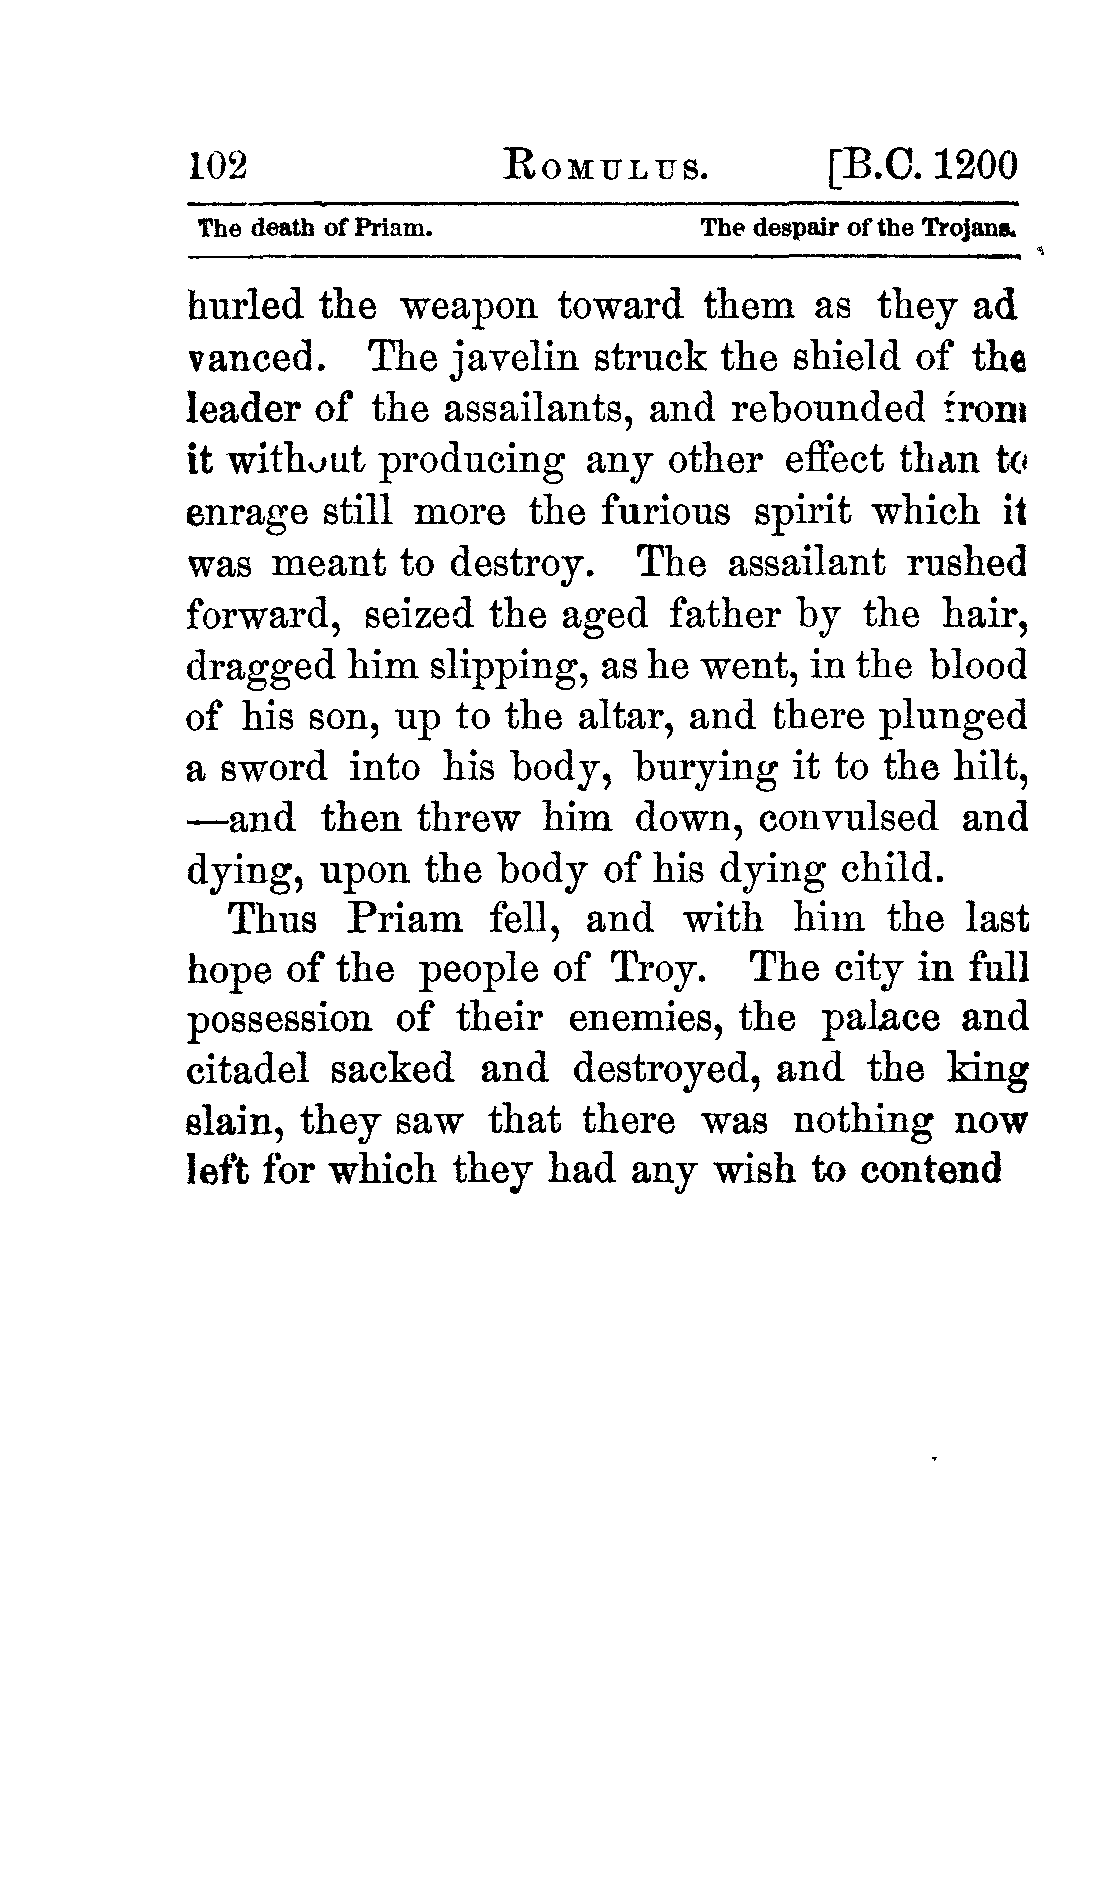 102 ROMULUS. [B.C. 1200
The death of Priam. The despair of the Trojans.
hurled the weapon toward them as they ad
vanced. The javelin struck the shield of the
leader of the assailants, and rebounded from
it without producing any other effect than to
enrage still more the furious spirit which it
was meant to destroy. The assailant rushed
forward, seized the aged father by the hair,
dragged him slipping, as he went, in the blood
of his son, up to the altar, and there plunged
a sword into his body, burying it to the hilt,
—and then threw him down, convulsed and
dying, upon the body of his dying child.
Thus Priam fell, and with him the last
hope of the people of Troy. The city in full
possession of their enemies, the palace and
citadel sacked and destroyed, and the king
slain, they saw that there was nothing now
left for which they had any wish to contend